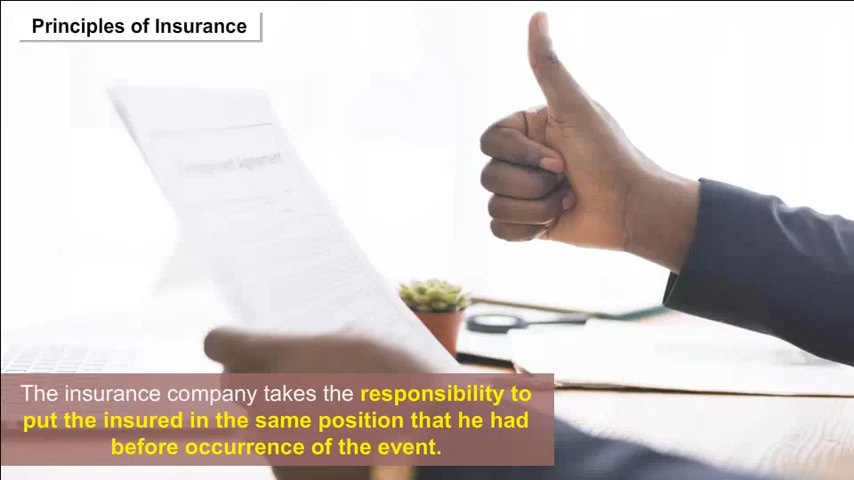 Principles of Insurance
The insurance company takes the responsibility to
put the insured in the same position that he had
before occurrence of the event.